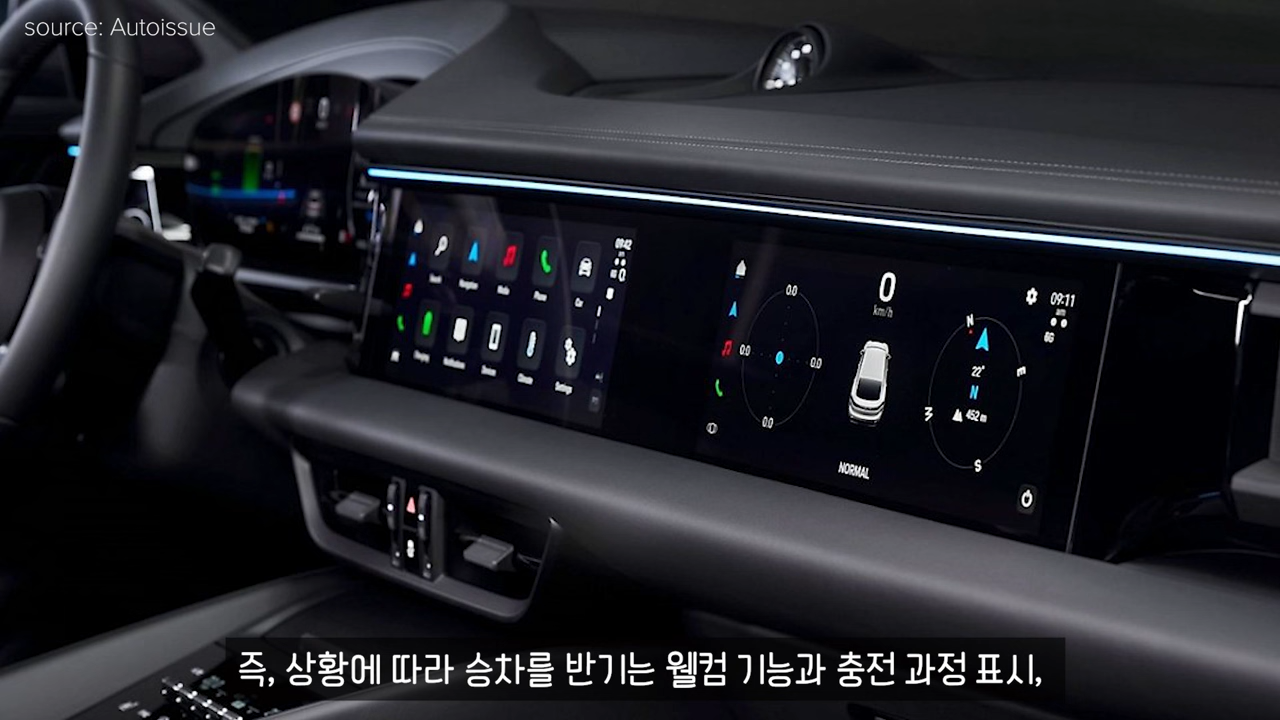 source: Autoissue
09:42
Search
Navigation
Media
Phone
Car
Charging
Notifications
Device
Climate
Settings
0
km/h
09:11
am
6G
0.0
0.0
0.0
0.0
N
E
22°
N
W
452 m
S
NORMAL
즉, 상황에 따라 승차를 반기는 웰컴 기능과 충전 과정 표시,